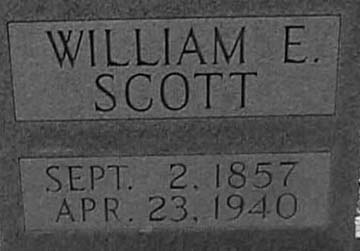 WILLIAM E.
SCOTT
SEPT. 2, 1857
APR. 23, 1940